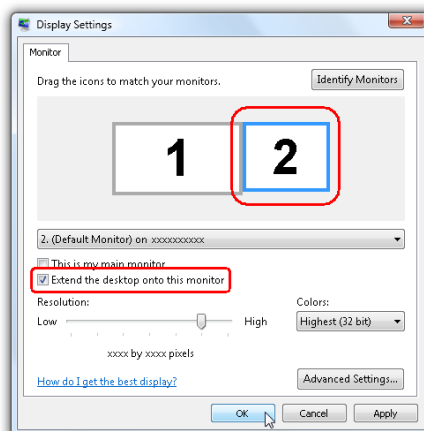 Display Settings
Monitor
Drag the icons to match your monitors.
Identify Monitors
1
2
2. (Default Monitor) on xxxxxxxxxx
This is my main monitor
Extend the desktop onto this monitor
Resolution:
Colors:
Low
High
Highest (32 bit)
xxxx by xxxx pixels
How do I get the best display?
Advanced Settings...
OK
Cancel
Apply